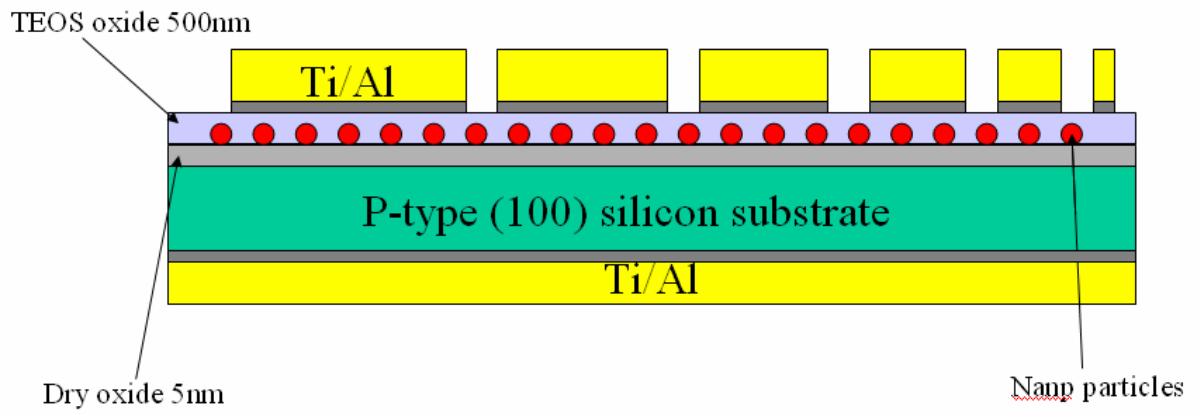 TEOS oxide 500nm
Ti/Al
P-type (100) silicon substrate
Ti/Al
Dry oxide 5nm
Nanp particles